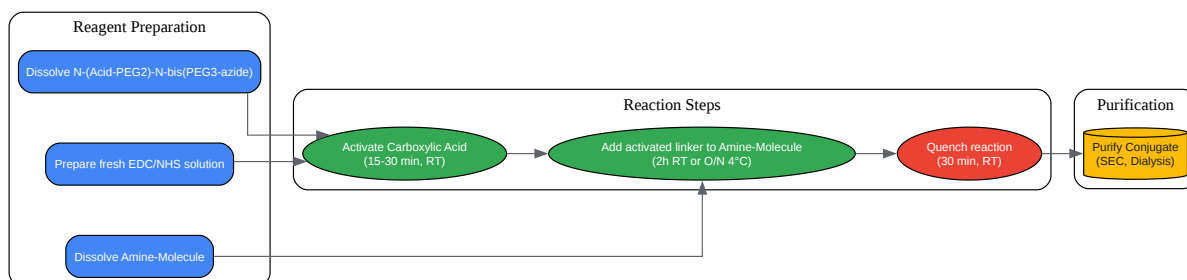 Reagent Preparation
Dissolve N-(Acid-PEG2)-N-bis(PEG3-azide)
Prepare fresh EDC/NHS solution
Dissolve Amine-Molecule
Reaction Steps
Activate Carboxylic Acid
(15-30 min, RT)
Add activated linker to Amine-Molecule
(2h RT or O/N 4°C)
Quench reaction
(30 min, RT)
Purification
Purify Conjugate
(SEC, Dialysis)